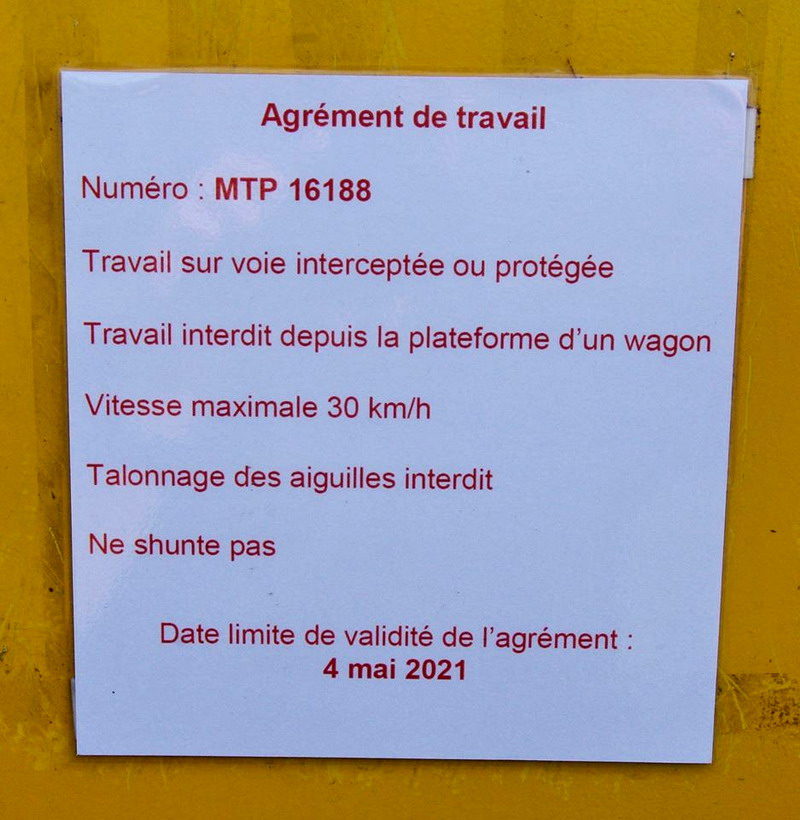 Agrément de travail
Numéro : MTP 16188
Travail sur voie interceptée ou protégée
Travail interdit depuis la plateforme d'un wagon
Vitesse maximale 30 km/h
Talonnage des aiguilles interdit
Ne shunte pas
Date limite de validité de l'agrément :
4 mai 2021